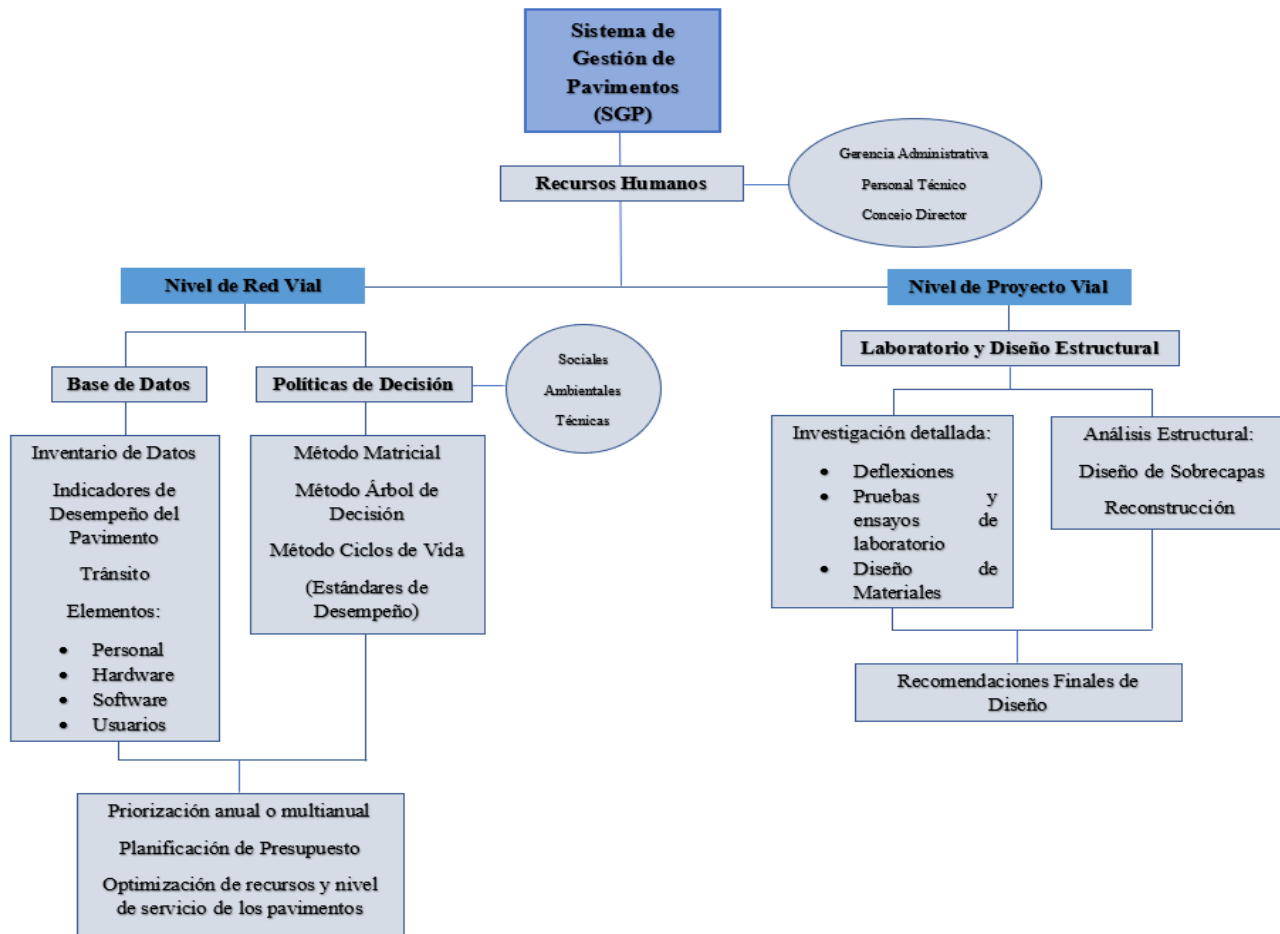 Sistema de
Gestión de
Pavimentos
(SGP)
Recursos Humanos
Gerencia Administrativa
Personal Técnico
Concejo Director
Nivel de Red Vial
Nivel de Proyecto Vial
Base de Datos
Políticas de Decisión
Sociales
Ambientales
Técnicas
Laboratorio y Diseño Estructural
Inventario de Datos
Indicadores de
Desempeño del
Pavimento
Tránsito
Elementos:
• Personal
• Hardware
• Software
• Usuarios
Método Matricial
Método Árbol de
Decisión
Método Ciclos de Vida
(Estándares de
Desempeño)
Investigación detallada:
• Deflexiones
• Pruebas y
ensayos de
laboratorio
• Diseño de
Materiales
Análisis Estructural:
Diseño de Sobrecapas
Reconstrucción
Recomendaciones Finales de
Diseño
Priorización anual o multianual
Planificación de Presupuesto
Optimización de recursos y nivel
de servicio de los pavimentos